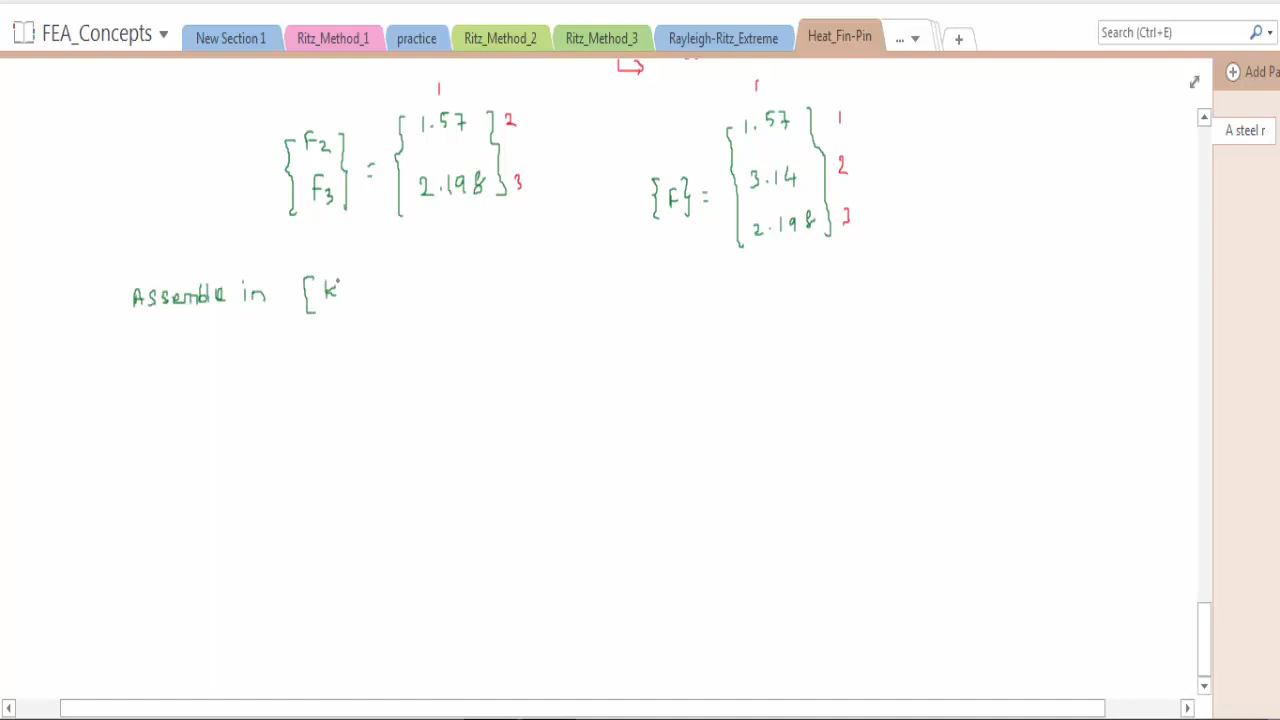 FEA_Concepts
New Section 1
Ritz_Method_1
practice
Ritz_Method_2
Ritz_Method_3
Rayleigh-Ritz_Extreme
Heat_Fin-Pin
...
+
Search (Ctrl+E)
Add Pa
A steel r
1
{F2 F3} = {1.57 2.198} 2 3
1
{F} = {1.57 3.14 2.198} 1 2 3
Assemble in [K